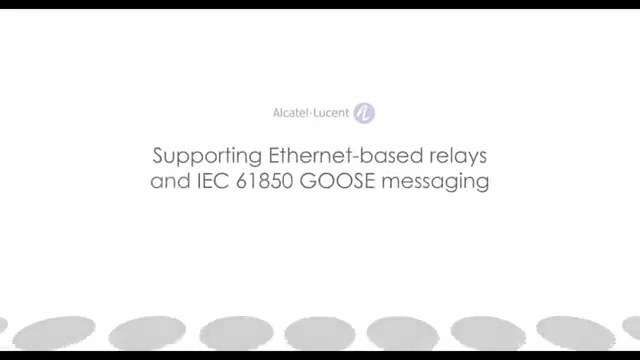 Alcatel·Lucent
Supporting Ethernet-based relays
and IEC 61850 GOOSE messaging